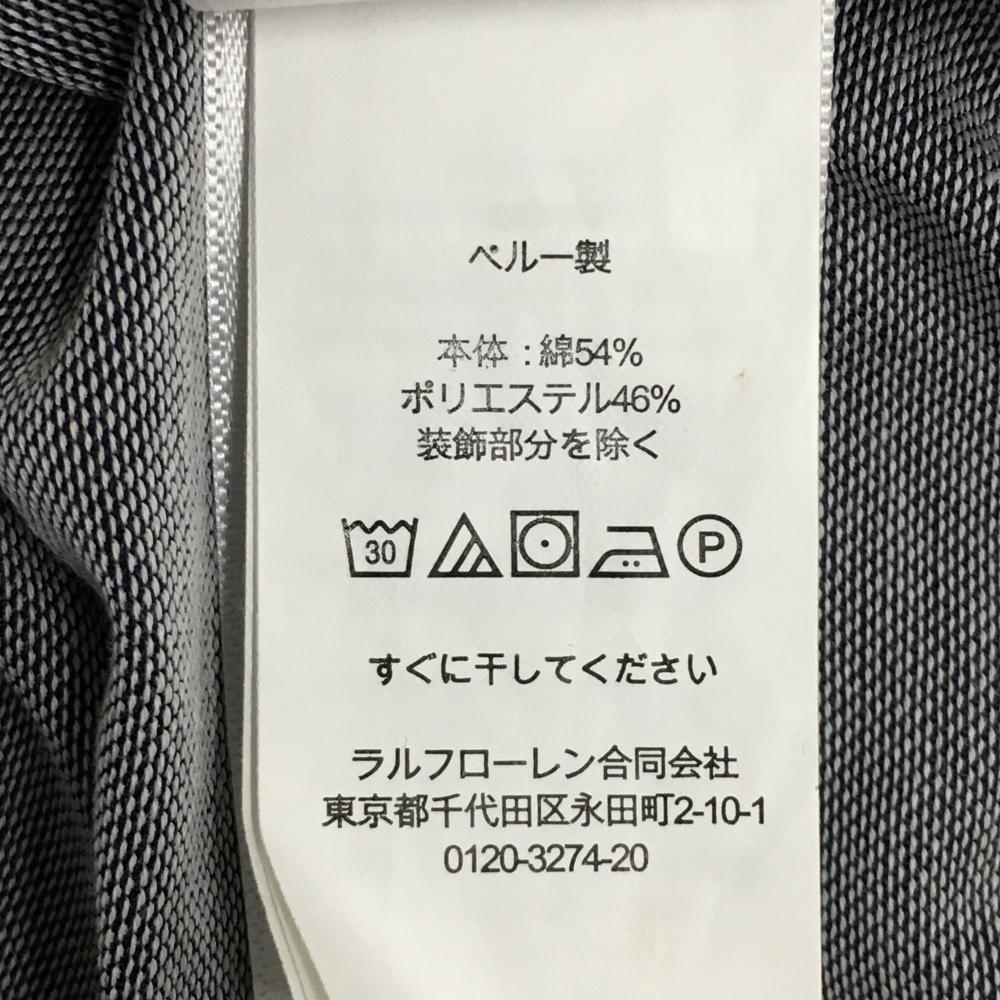 ペルー製
本体 : 綿54%
ポリエステル46%
装飾部分を除く
30 P
すぐに干してください
ラルフローレン合同会社
東京都千代田区永田町2-10-1
0120-3274-20